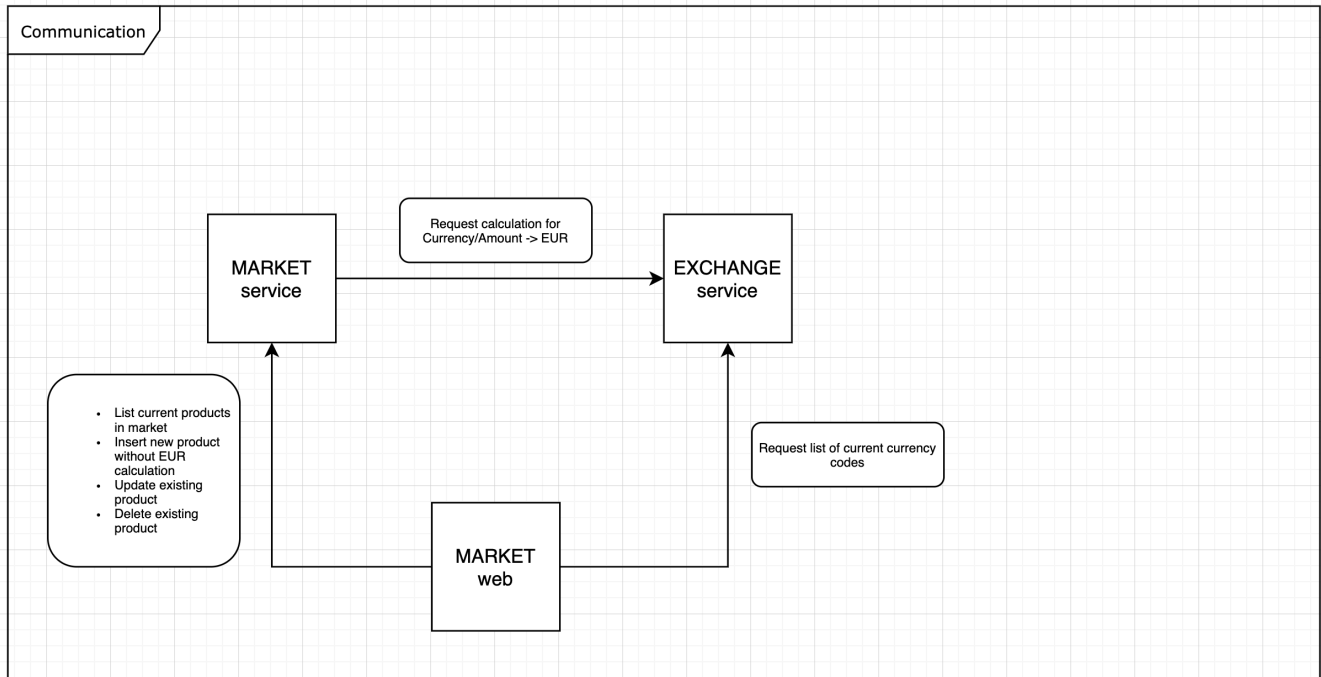 Communication
Request calculation for
Currency/Amount -> EUR
MARKET
service
EXCHANGE
service
• List current products
in market
• Insert new product
without EUR
calculation
• Update existing
product
• Delete existing
product
Request list of current currency
codes
MARKET
web